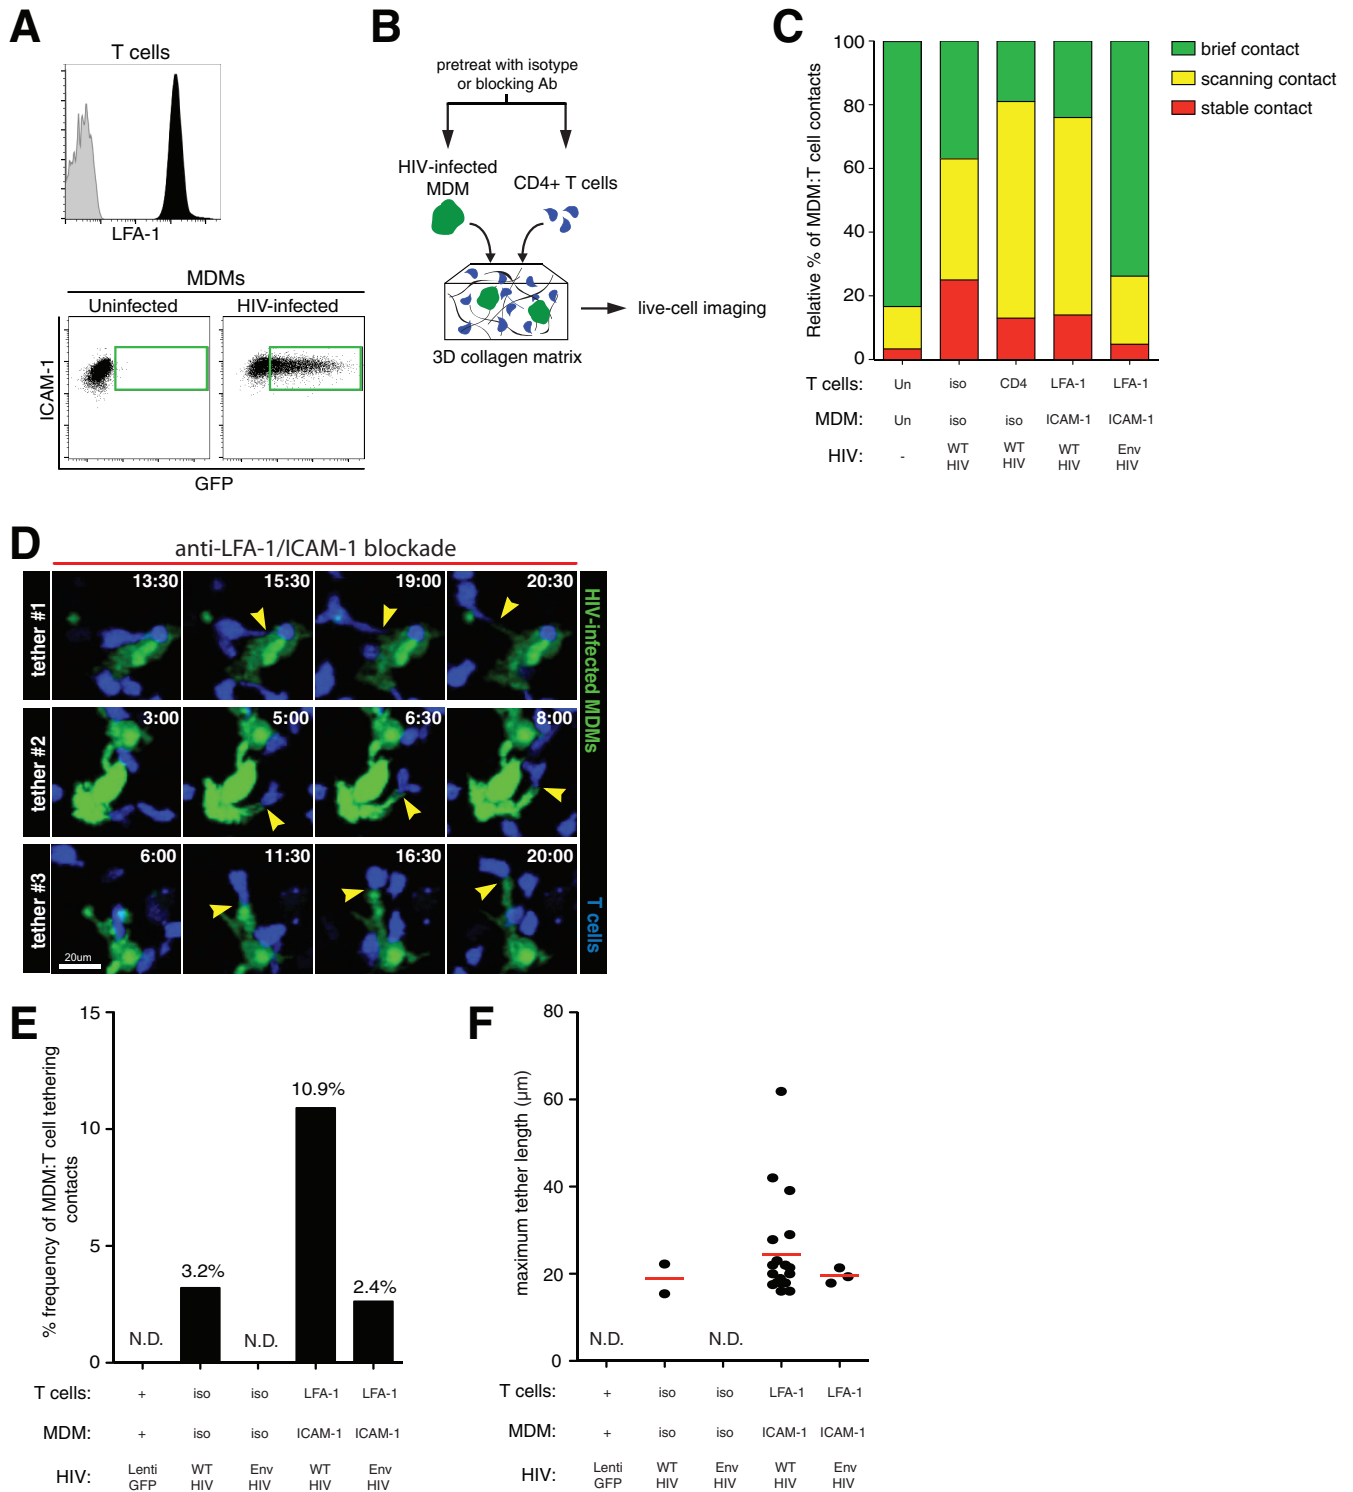 A
T cells
LFA-1
MDMs
Uninfected
HIV-infected
ICAM-1
GFP
B
pretreat with isotype
or blocking Ab
HIV-infected
MDM
CD4+ T cells
live-cell imaging
3D collagen matrix
C
Relative % of MDM:T cell contacts
100
80
60
40
20
0
brief contact
scanning contact
stable contact
T cells: Un iso CD4 LFA-1 LFA-1
MDM: Un iso iso ICAM-1 ICAM-1
HIV: - WT HIV WT HIV WT HIV Env HIV
D
anti-LFA-1/ICAM-1 blockade
tether #1
13:30 15:30 19:00 20:30
tether #2
3:00 5:00 6:30 8:00
tether #3
6:00 11:30 16:30 20:00
20um
HIV-infected MDMs
T cells
E
% frequency of MDM:T cell tethering
contacts
15
10
5
0
N.D. 3.2% N.D. 10.9% 2.4%
T cells: + iso iso LFA-1 LFA-1
MDM: + iso iso ICAM-1 ICAM-1
HIV: Lenti GFP WT HIV Env HIV WT HIV Env HIV
F
maximum tether length (µm)
80
60
40
20
0
N.D. N.D.
T cells: + iso iso LFA-1 LFA-1
MDM: + iso iso ICAM-1 ICAM-1
HIV: Lenti GFP WT HIV Env HIV WT HIV Env HIV